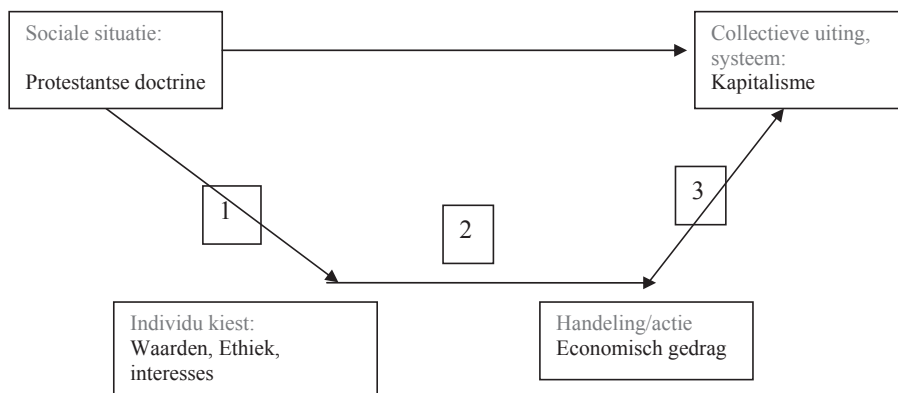 Sociale situatie:
Protestantse doctrine
Collectieve uiting,
systeem:
Kapitalisme
1
2
3
Individu kiest:
Waarden, Ethiek,
interesses
Handeling/actie
Economisch gedrag